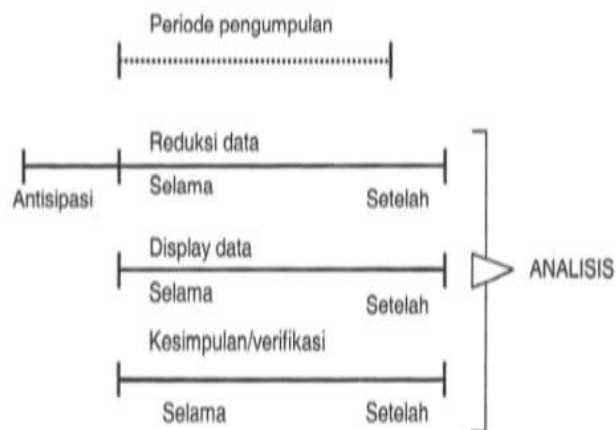 Periode pengumpulan
Reduksi data
Antisipasi Selama Setelah
Display data
Selama Setelah
ANALISIS
Kesimpulan/verifikasi
Selama Setelah